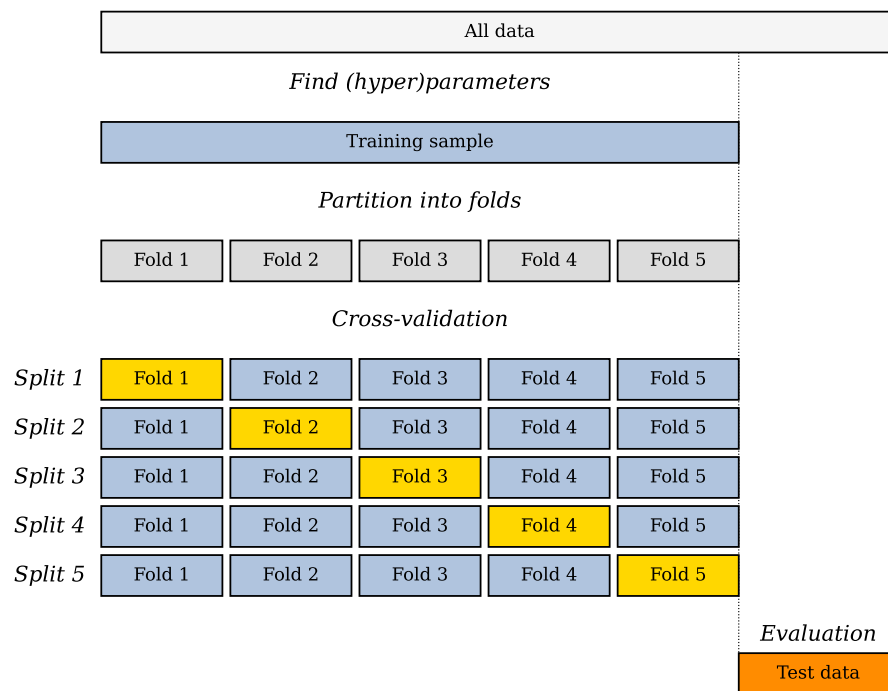 All data
Find (hyper)parameters
Training sample
Partition into folds
Fold 1 Fold 2 Fold 3 Fold 4 Fold 5
Cross-validation
Split 1 Fold 1 Fold 2 Fold 3 Fold 4 Fold 5
Split 2 Fold 1 Fold 2 Fold 3 Fold 4 Fold 5
Split 3 Fold 1 Fold 2 Fold 3 Fold 4 Fold 5
Split 4 Fold 1 Fold 2 Fold 3 Fold 4 Fold 5
Split 5 Fold 1 Fold 2 Fold 3 Fold 4 Fold 5
Evaluation
Test data